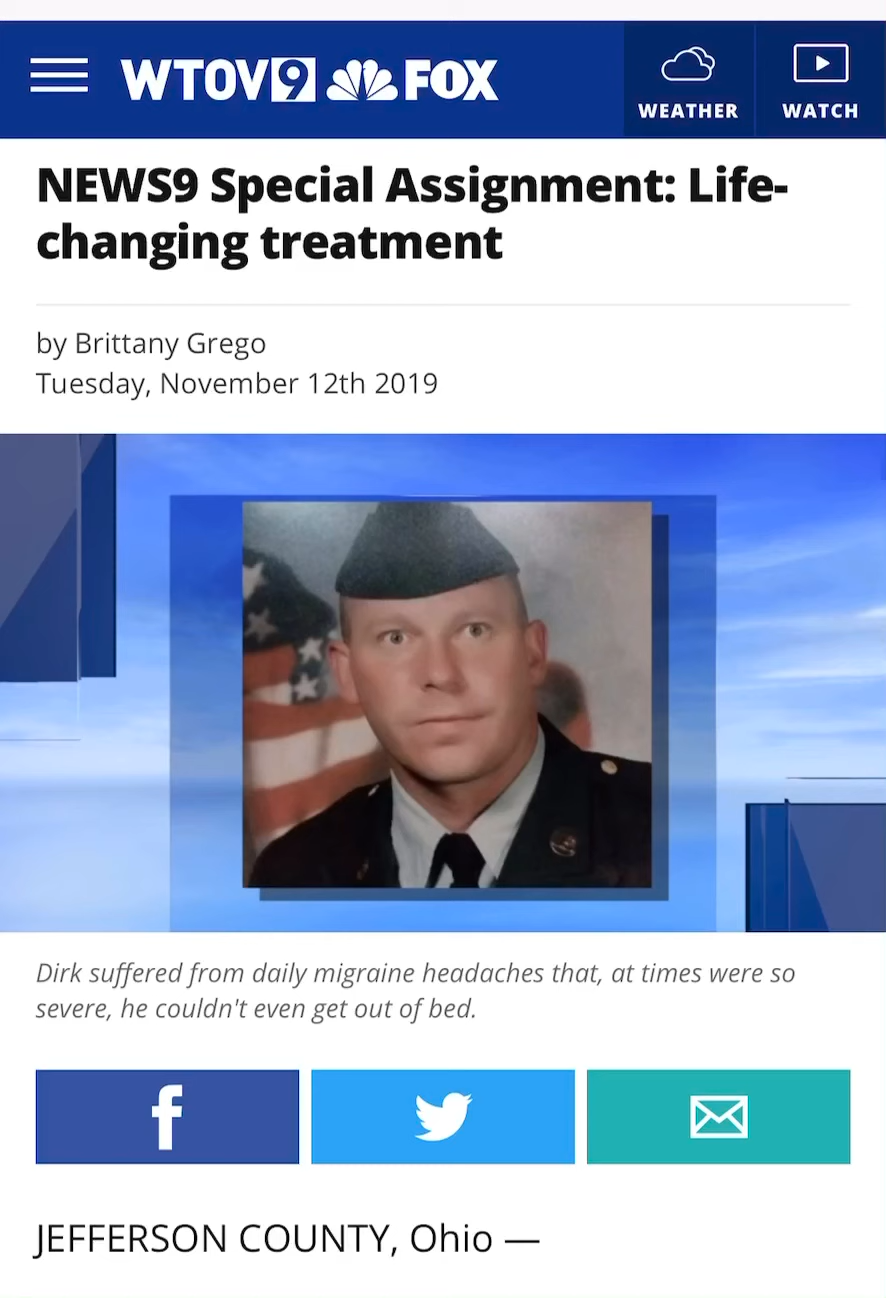 WTOV9 FOX
WEATHER
WATCH
NEWS9 Special Assignment: Life-
changing treatment
by Brittany Grego
Tuesday, November 12th 2019
Dirk suffered from daily migraine headaches that, at times were so
severe, he couldn't even get out of bed.
f
JEFFERSON COUNTY, Ohio —